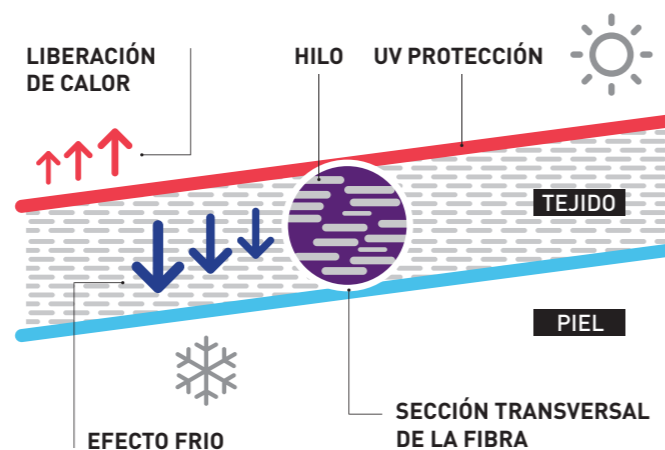 LIBERACIÓN
DE CALOR
HILO
UV PROTECCIÓN
TEJIDO
PIEL
SECCIÓN TRANSVERSAL
DE LA FIBRA
EFECTO FRIO